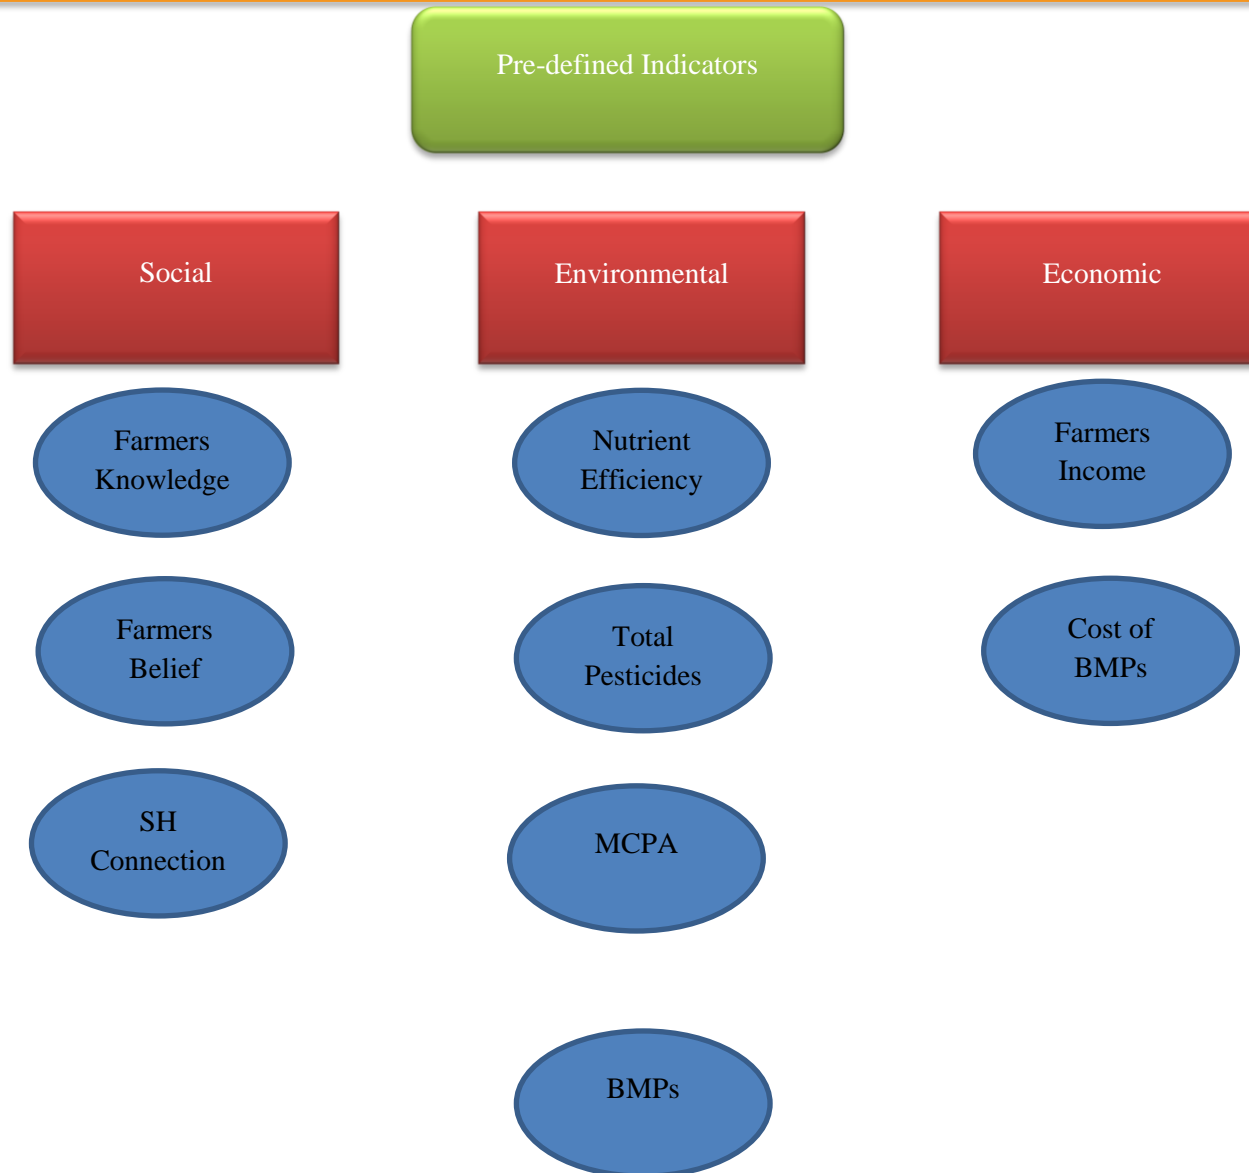 Pre-defined Indicators
Social
Environmental
Economic
Farmers
Knowledge
Nutrient
Efficiency
Farmers
Income
Farmers
Belief
Total
Pesticides
Cost of
BMPs
SH
Connection
MCPA
BMPs